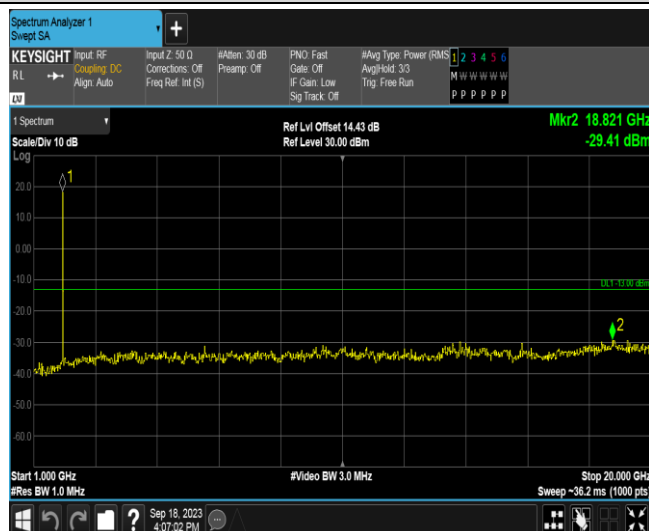 Spectrum Analyzer 1
Swept SA
+
KEYSIGHT
RL
LXI
Input: RF
Coupling: DC
Align: Auto
Input Z: 50 Ω
Corrections: Off
Freq Ref: Int (S)
#Atten: 30 dB
Preamp: Off
PNO: Fast
Gate: Off
IF Gain: Low
Sig Track: Off
#Avg Type: Power (RMS
Avg|Hold: 3/3
Trig: Free Run
1 2 3 4 5 6
M W W W W W
P P P P P P
1 Spectrum
Scale/Div 10 dB
Log
Ref Lvl Offset 14.43 dB
Ref Level 30.00 dBm
Mkr2 18.821 GHz
-29.41 dBm
1
20.0
10.0
0.00
-10.0
DL1 -13.00 dBm
-20.0
2
-30.0
-40.0
-50.0
-60.0
Start 1.000 GHz
#Res BW 1.0 MHz
#Video BW 3.0 MHz
Stop 20.000 GHz
Sweep ~36.2 ms (1000 pts)
?
Sep 18, 2023
4:07:02 PM